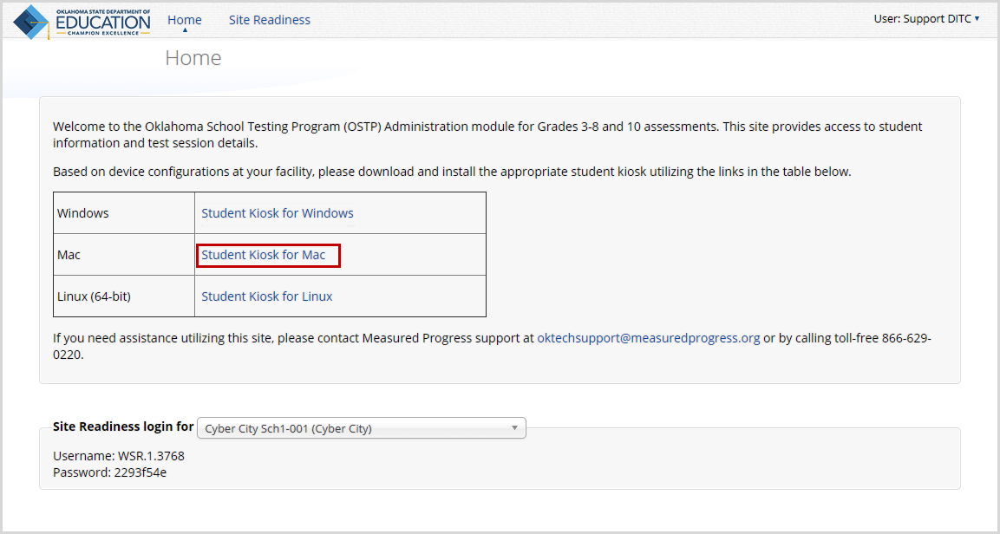 OKLAHOMA STATE DEPARTMENT OF
EDUCATION
CHAMPION EXCELLENCE
Home
Site Readiness
User: Support DITC
Home
Welcome to the Oklahoma School Testing Program (OSTP) Administration module for Grades 3-8 and 10 assessments. This site provides access to student
information and test session details.
Based on device configurations at your facility, please download and install the appropriate student kiosk utilizing the links in the table below.
Windows
Student Kiosk for Windows
Mac
Student Kiosk for Mac
Linux (64-bit)
Student Kiosk for Linux
If you need assistance utilizing this site, please contact Measured Progress support at oktechsupport@measuredprogress.org or by calling toll-free 866-629-
0220.
Site Readiness login for
Cyber City Sch1-001 (Cyber City)
Username: WSR.1.3768
Password: 2293f54e